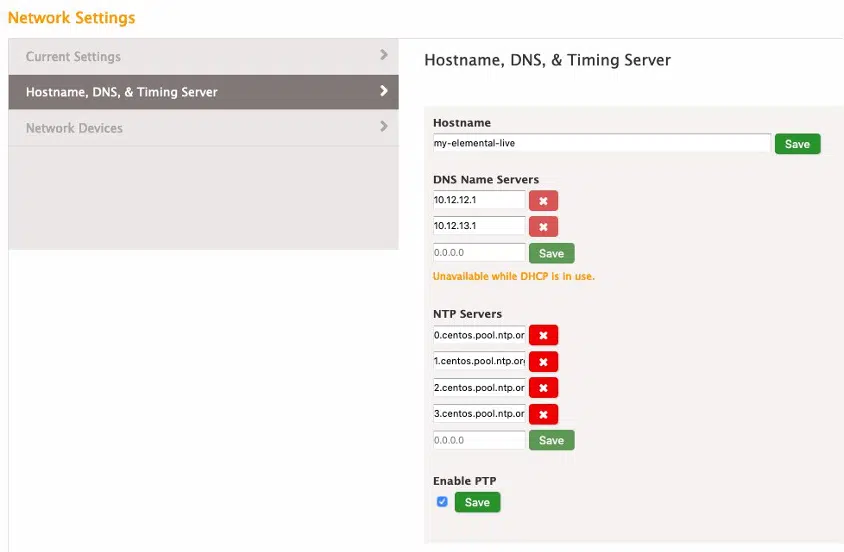 Network Settings
Current Settings
Hostname, DNS, & Timing Server
Network Devices
Hostname, DNS, & Timing Server
Hostname
my-elemental-live
Save
DNS Name Servers
10.12.12.1
10.12.13.1
0.0.0.0
Save
Unavailable while DHCP is in use.
NTP Servers
0.centos.pool.ntp.or
1.centos.pool.ntp.org
2.centos.pool.ntp.or
3.centos.pool.ntp.or
0.0.0.0
Save
Enable PTP
Save